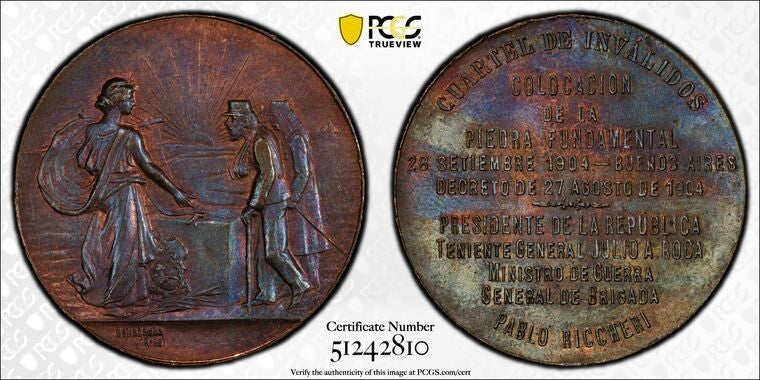 PCGS
TRUEVIEW
CUARTEL DE INVÁLIDOS
COLOCACION
DE LA
PIEDRA FUNDAMENTAL
28 SETIEMBRE 1904 — BUENOS AIRES
DECRETO DE 27 AGOSTO DE 1904
PRESIDENTE DE LA REPÚBLICA
TENIENTE GENERAL JULIO A. ROCA
MINISTRO DE GUERRA
GENERAL DE BRIGADA
PABLO RICCHERI
Certificate Number
51242810
Verify the authenticity of this image at PCGS.com/cert